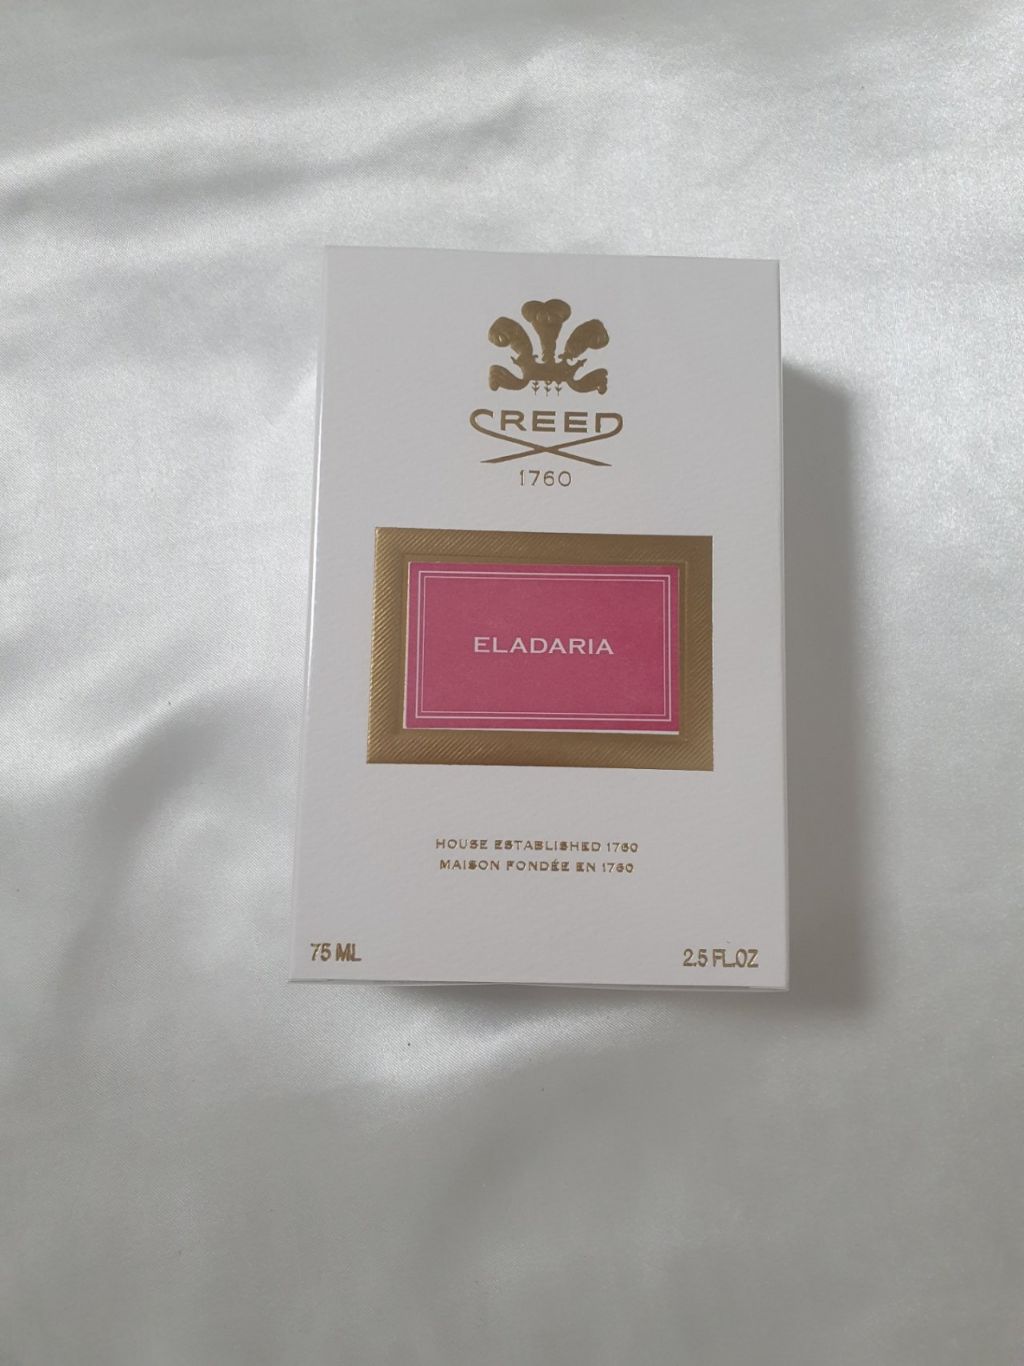 CREED
1760
ELADARIA
HOUSE ESTABLISHED 1760
MAISON FONDÉE EN 1760
75 ML
2.5 FL.OZ